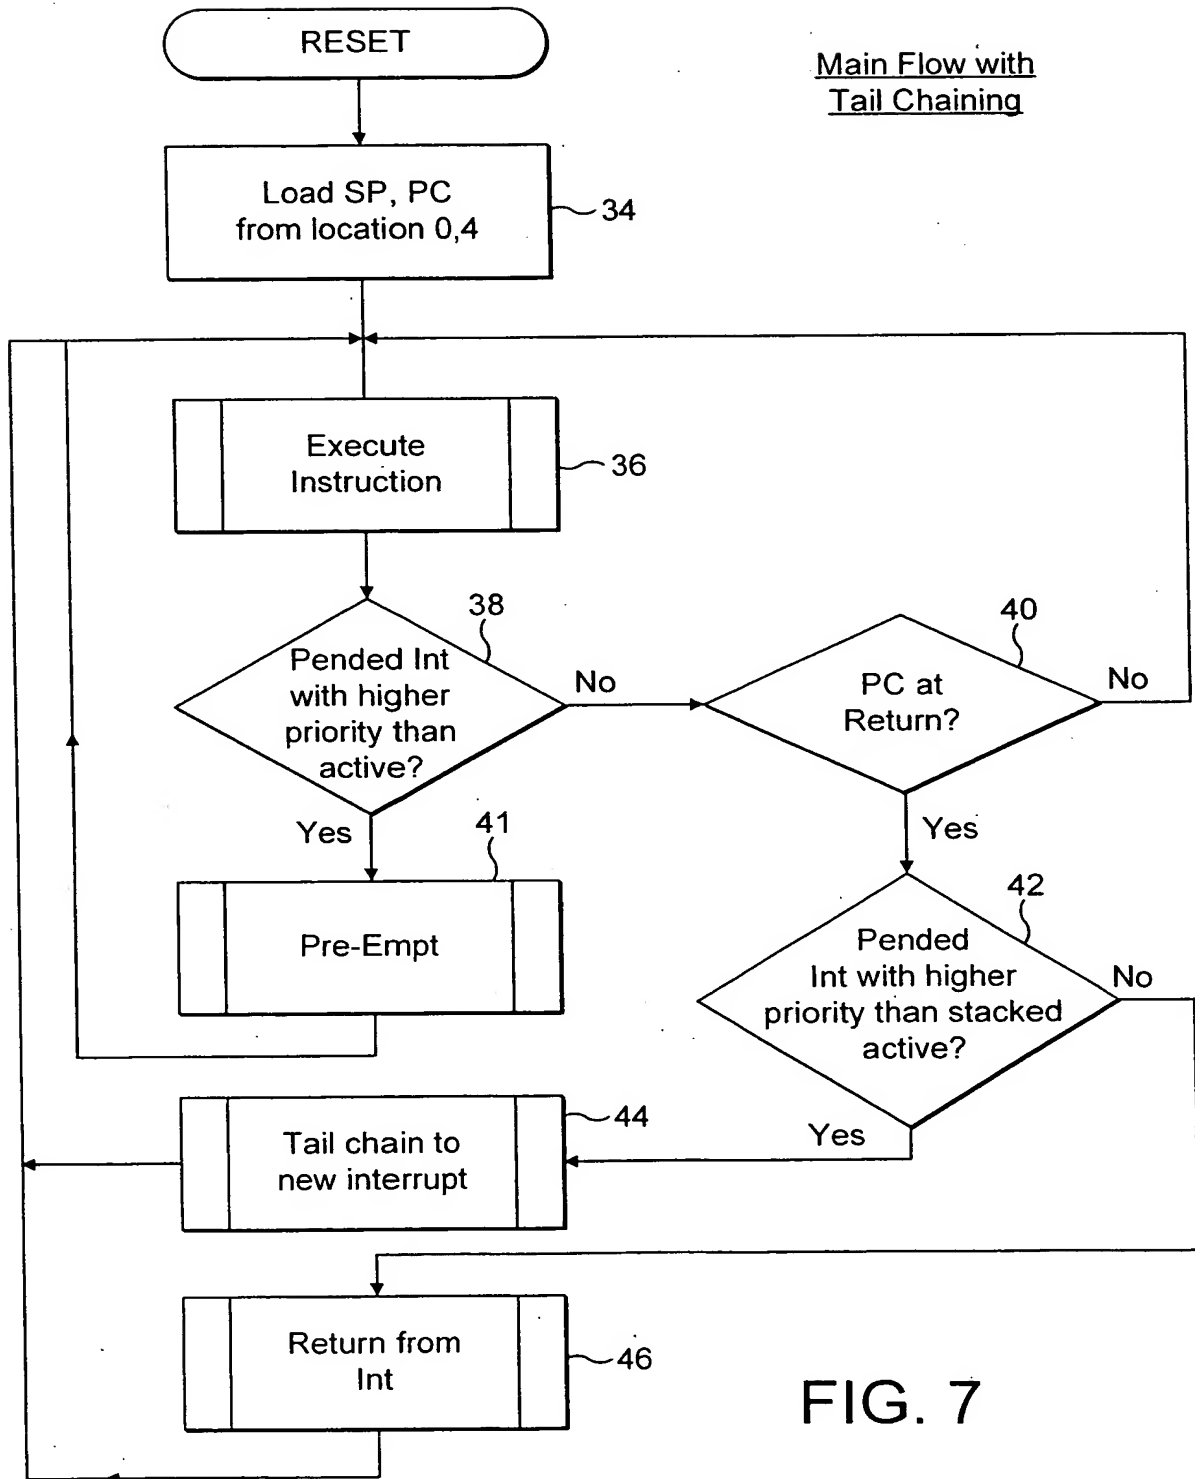 RESET
Main Flow with
Tail Chaining
Load SP, PC
from location 0,4
34
Execute
Instruction
36
38
Pended Int
with higher
priority than
active?
No
40
PC at
Return?
No
Yes
41
Pre-Empt
Yes
42
Pended
Int with higher
priority than stacked
active?
No
Yes
44
Tail chain to
new interrupt
Return from
Int
46
FIG. 7